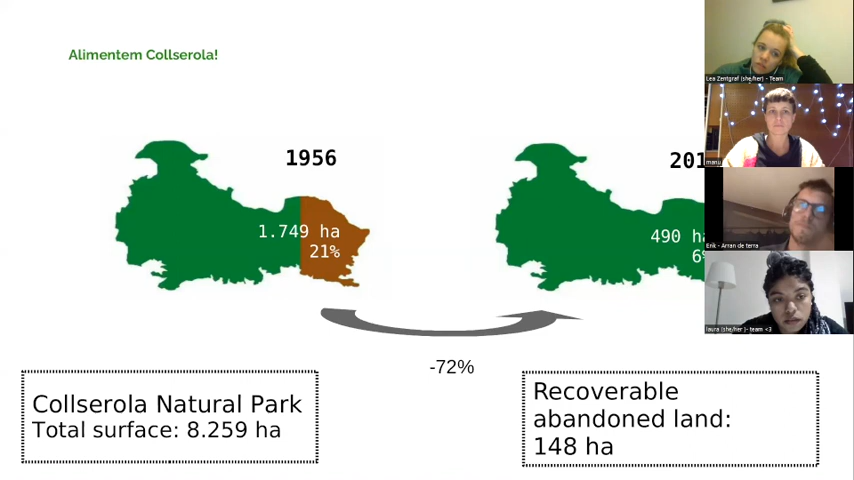 Alimentem Collserola!
1956
201
1.749 ha
21%
490 ha
6%
-72%
Collserola Natural Park
Total surface: 8.259 ha
Recoverable
abandoned land:
148 ha
Lea Zentgraf (she/her) - Team
manu
Erik - Arran de terra
laura (she/her) - team <3